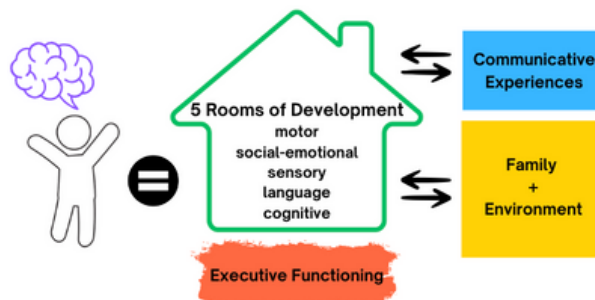 5 Rooms of Development
motor
social-emotional
sensory
language
cognitive
Executive Functioning
Communicative
Experiences
Family
+
Environment